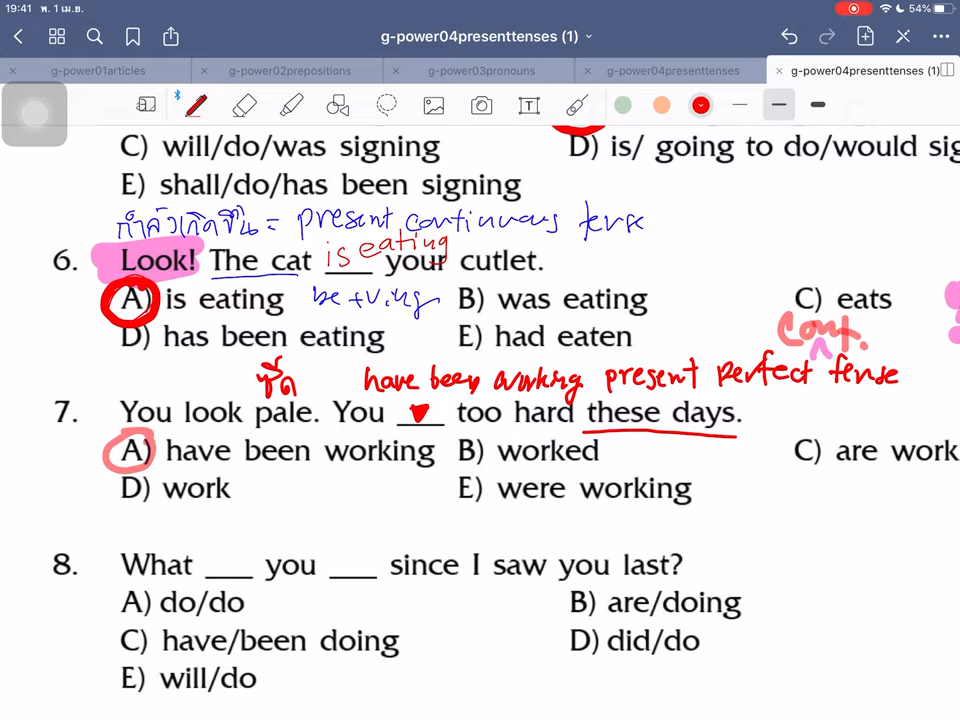 19:41 พ. 1 เม.ย. 54%
g-power04presenttenses (1)
g-power01articles g-power02prepositions g-power03pronouns g-power04presenttenses g-power04presenttenses (1)
C) will/do/was signing D) is/ going to do/would sig
E) shall/do/has been signing
กำลังเกิดขึ้น = present continuous tense
is eating
6. Look! The cat ___ your cutlet.
A) is eating be + V.ing B) was eating C) eats
D) has been eating E) had eaten
cont.
ซีด have been working present perfect tense
7. You look pale. You ___ too hard these days.
A) have been working B) worked C) are work
D) work E) were working
8. What ___ you ___ since I saw you last?
A) do/do B) are/doing
C) have/been doing D) did/do
E) will/do